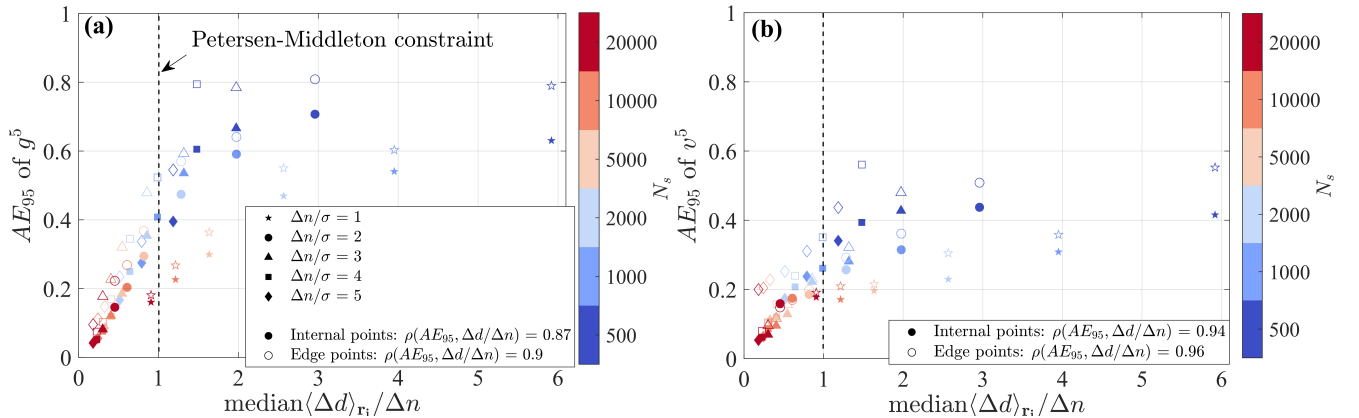 (a)
Petersen-Middleton constraint
AE₉₅ of g⁵
1
0.8
0.6
0.4
0.2
0
0 1 2 3 4 5 6
median⟨Δd⟩_{r_i}/Δn
Δn/σ = 1
Δn/σ = 2
Δn/σ = 3
Δn/σ = 4
Δn/σ = 5
Internal points: ρ(AE₉₅, Δd/Δn) = 0.87
Edge points: ρ(AE₉₅, Δd/Δn) = 0.9
20000
10000
5000
2000
1000
500
N_s
(b)
AE₉₅ of v⁵
1
0.8
0.6
0.4
0.2
0
0 1 2 3 4 5 6
median⟨Δd⟩_{r_i}/Δn
Internal points: ρ(AE₉₅, Δd/Δn) = 0.94
Edge points: ρ(AE₉₅, Δd/Δn) = 0.96
20000
10000
5000
2000
1000
500
N_s